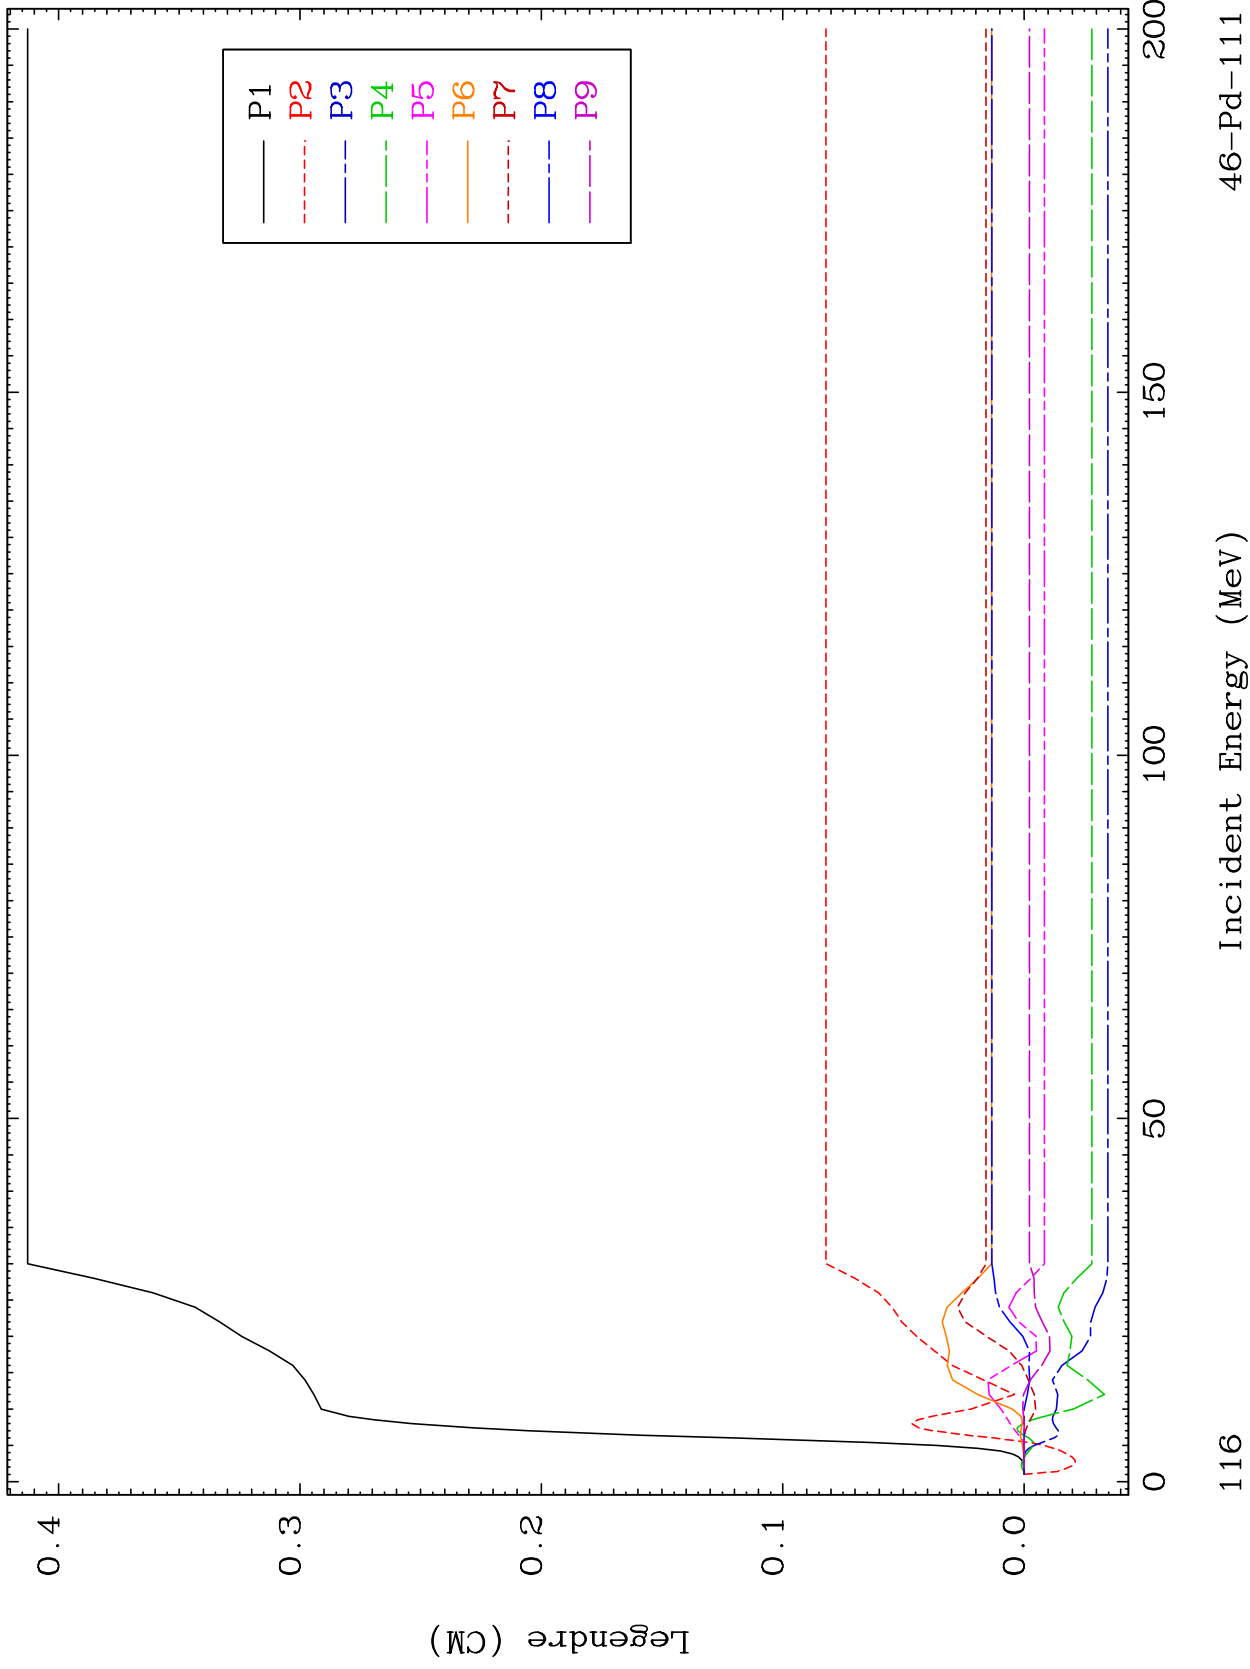 P1
P2
P3
P4
P5
P6
P7
P8
P9
0.4
0.3
0.2
0.1
0.0
Legendre (CM)
0
50
100
150
200
116
Incident Energy (MeV)
46-Pd-111